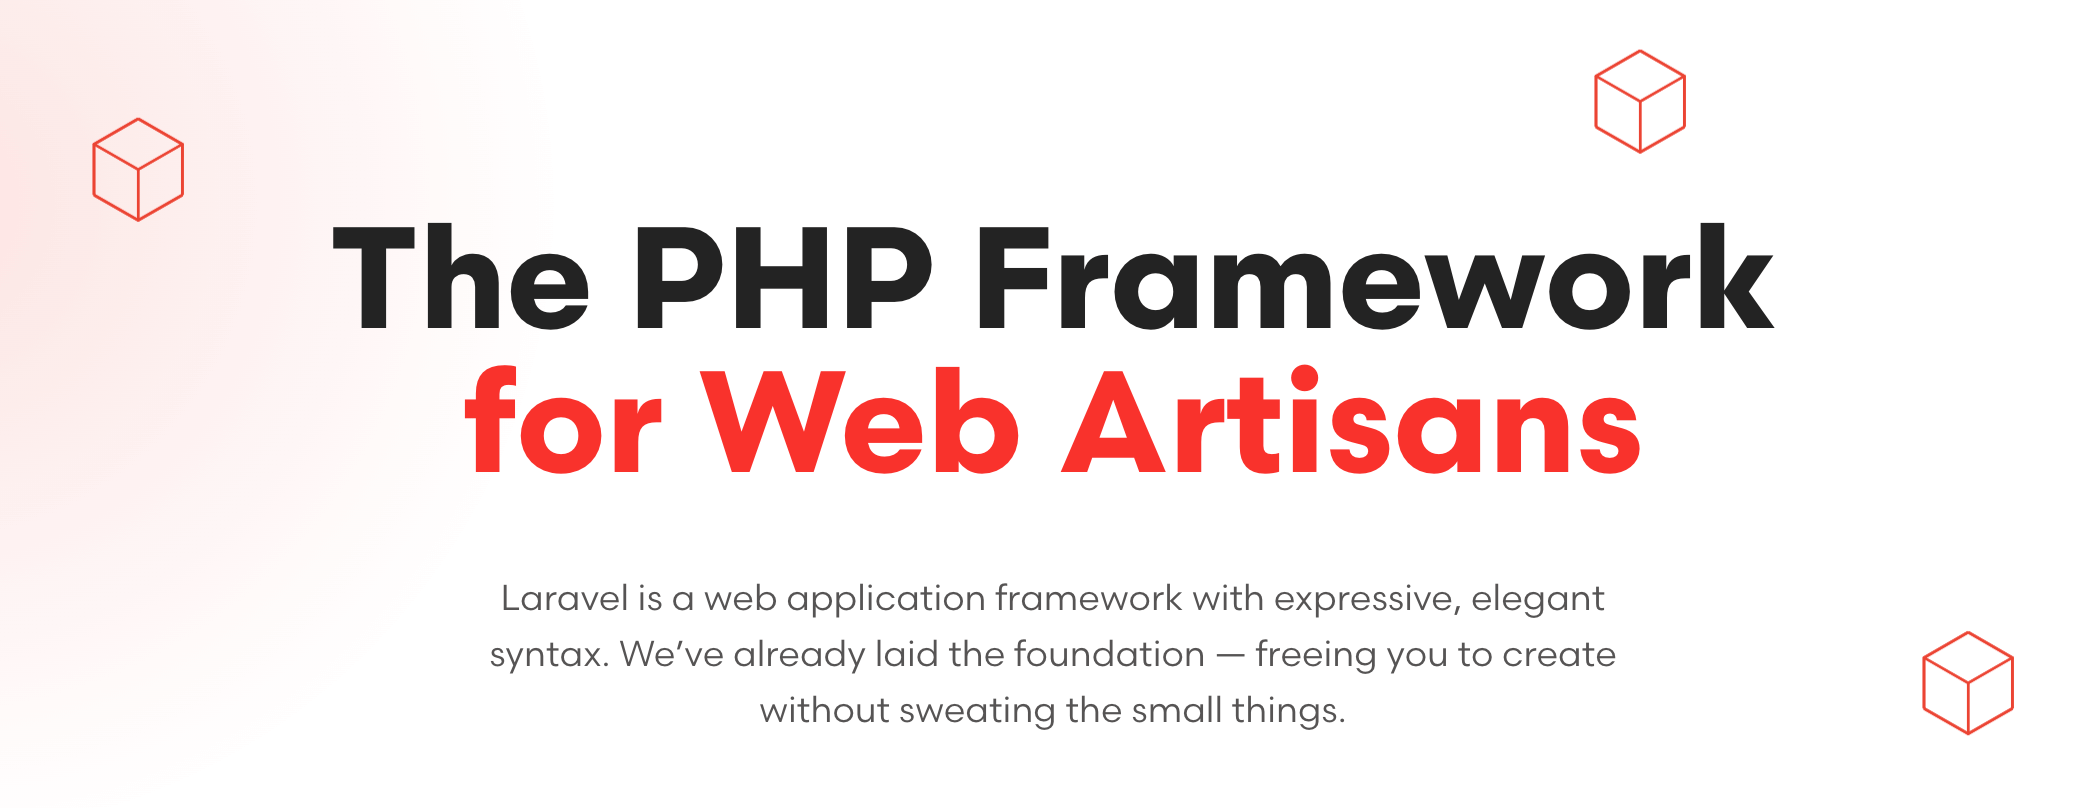 The PHP Framework
for Web Artisans
Laravel is a web application framework with expressive, elegant
syntax. We’ve already laid the foundation — freeing you to create
without sweating the small things.